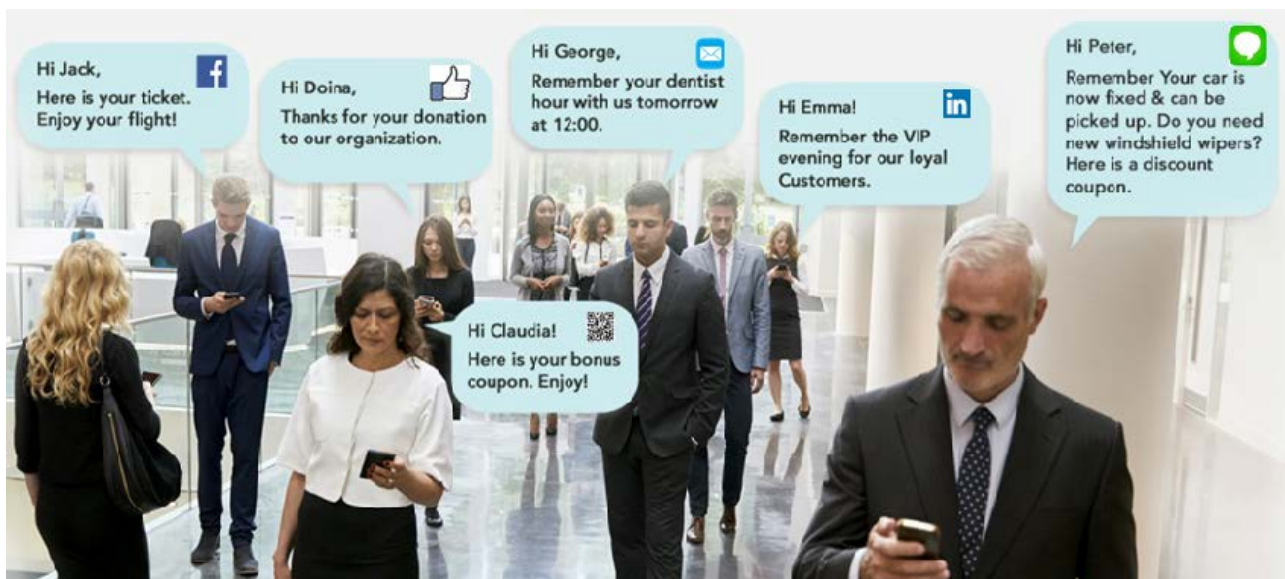 Hi Jack,
Here is your ticket.
Enjoy your flight!
Hi Doina,
Thanks for your donation
to our organization.
Hi George,
Remember your dentist
hour with us tomorrow
at 12:00.
Hi Emma!
Remember the VIP
evening for our loyal
Customers.
Hi Peter,
Remember Your car is
now fixed & can be
picked up. Do you need
new windshield wipers?
Here is a discount
coupon.
Hi Claudia!
Here is your bonus
coupon. Enjoy!